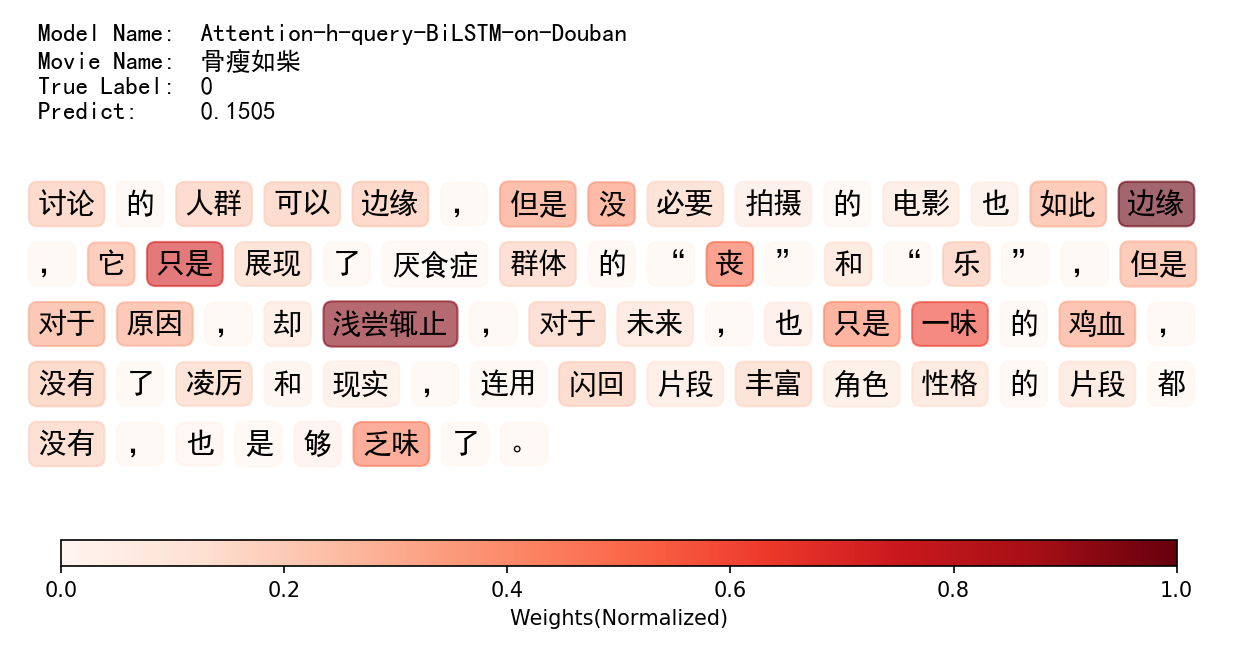 Model Name: Attention-h-query-BiLSTM-on-Douban
Movie Name: 骨瘦如柴
True Label: 0
Predict: 0.1505
讨论 的 人群 可以 边缘 , 但是 没 必要 拍摄 的 电影 也 如此 边缘
, 它 只是 展现 了 厌食症 群体 的 “ 丧 ” 和 “ 乐 ” , 但是
对于 原因 , 却 浅尝辄止 , 对于 未来 , 也 只是 一味 的 鸡血 ,
没有 了 凌厉 和 现实 , 连用 闪回 片段 丰富 角色 性格 的 片段 都
没有 , 也 是 够 乏味 了 。
0.0 0.2 0.4 0.6 0.8 1.0
Weights(Normalized)